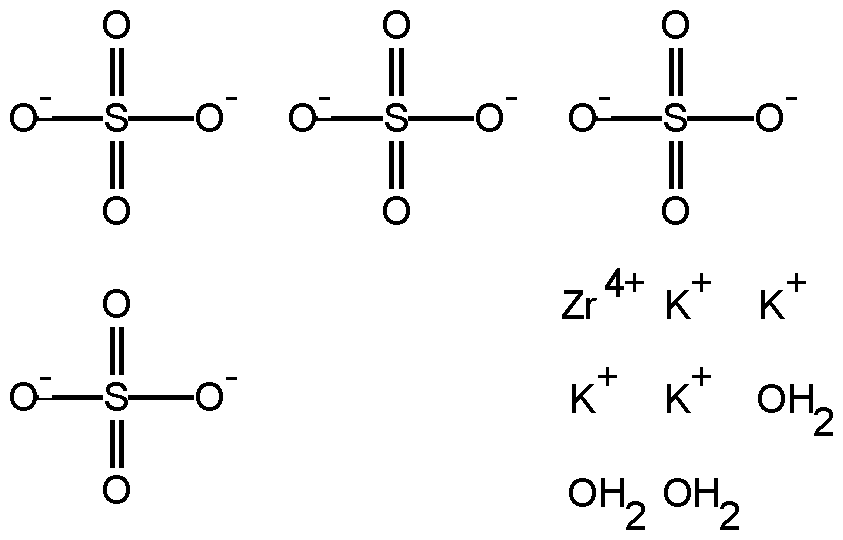 O O O
O⁻ S O⁻ O⁻ S O⁻ O⁻ S O⁻
O O O
O Zr⁴⁺ K⁺ K⁺
O⁻ S O⁻ K⁺ K⁺ OH₂
O OH₂ OH₂